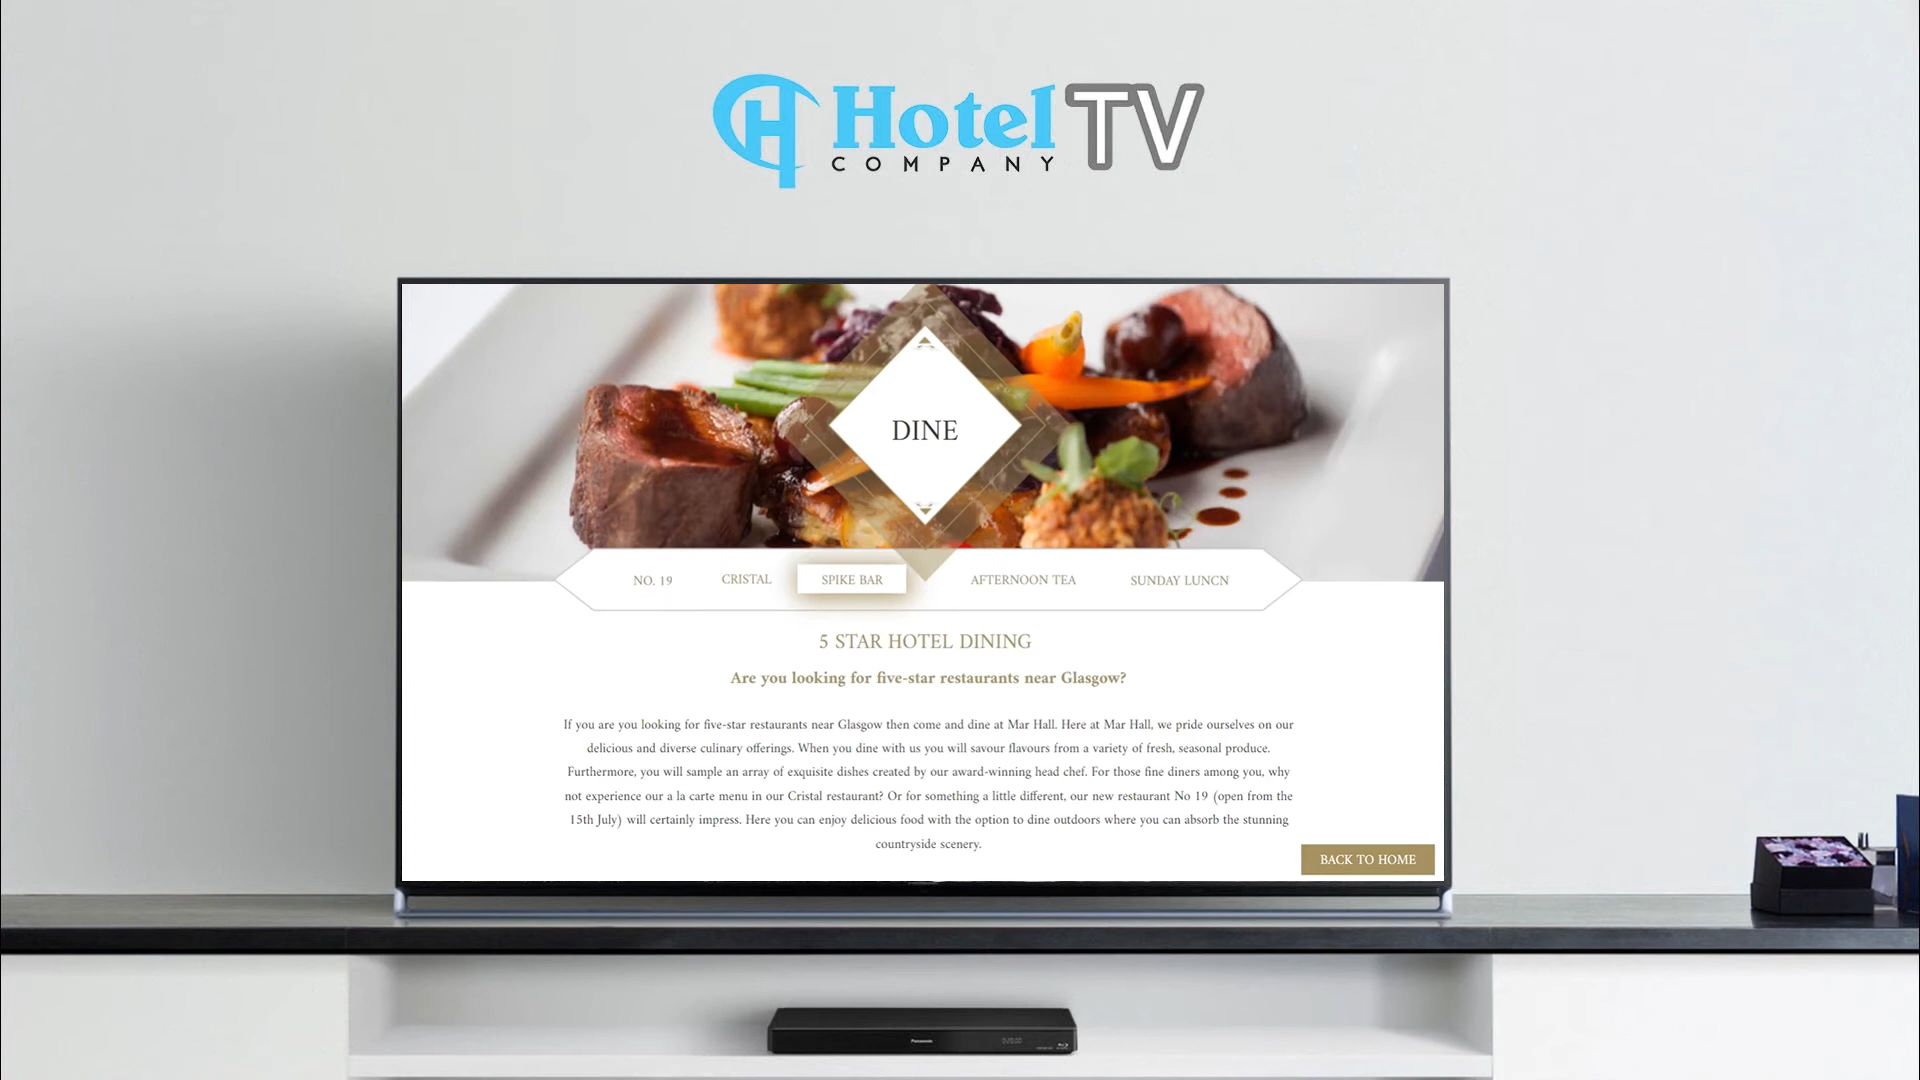 Hotel TV
COMPANY
DINE
NO. 19 CRISTAL SPIKE BAR AFTERNOON TEA SUNDAY LUNCN
5 STAR HOTEL DINING
Are you looking for five-star restaurants near Glasgow?
If you are you looking for five-star restaurants near Glasgow then come and dine at Mar Hall. Here at Mar Hall, we pride ourselves on our
delicious and diverse culinary offerings. When you dine with us you will savour flavours from a variety of fresh, seasonal produce.
Furthermore, you will sample an array of exquisite dishes created by our award-winning head chef. For those fine diners among you, why
not experience our a la carte menu in our Cristal restaurant? Or for something a little different, our new restaurant No 19 (open from the
15th July) will certainly impress. Here you can enjoy delicious food with the option to dine outdoors where you can absorb the stunning
countryside scenery.
BACK TO HOME
Panasonic